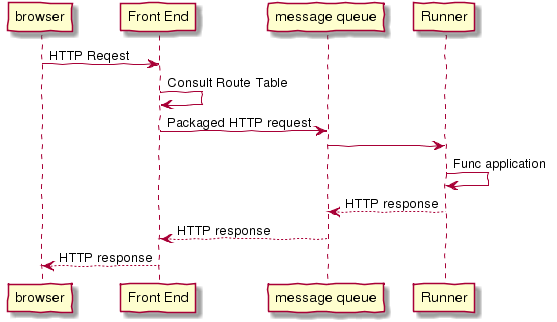 browser
Front End
message queue
Runner
HTTP Reqest
Consult Route Table
Packaged HTTP request
Func application
HTTP response
HTTP response
HTTP response
browser
Front End
message queue
Runner